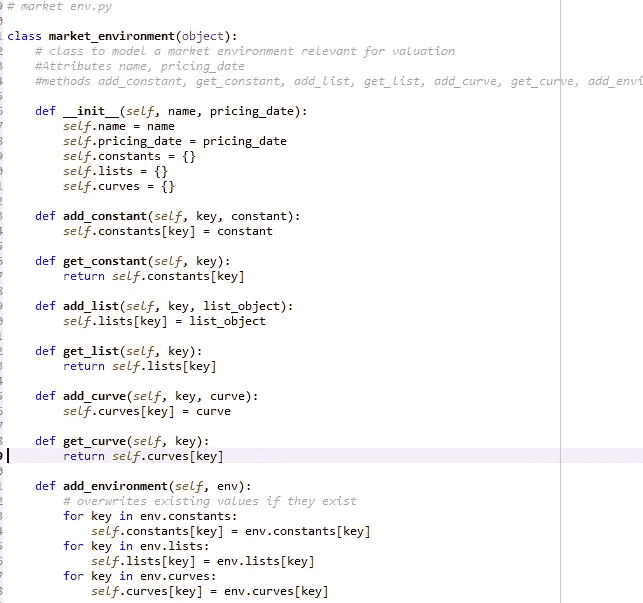 # market env.py
class market_environment(object):
# class to model a market environment relevant for valuation
#Attributes name, pricing_date
#methods add_constant, get_constant, add_list, get_list, add_curve, get_curve, add_envi
def __init__(self, name, pricing_date):
self.name = name
self.pricing_date = pricing_date
self.constants = {}
self.lists = {}
self.curves = {}
def add_constant(self, key, constant):
self.constants[key] = constant
def get_constant(self, key):
return self.constants[key]
def add_list(self, key, list_object):
self.lists[key] = list_object
def get_list(self, key):
return self.lists[key]
def add_curve(self, key, curve):
self.curves[key] = curve
def get_curve(self, key):
return self.curves[key]
def add_environment(self, env):
# overwrites existing values if they exist
for key in env.constants:
self.constants[key] = env.constants[key]
for key in env.lists:
self.lists[key] = env.lists[key]
for key in env.curves:
self.curves[key] = env.curves[key]